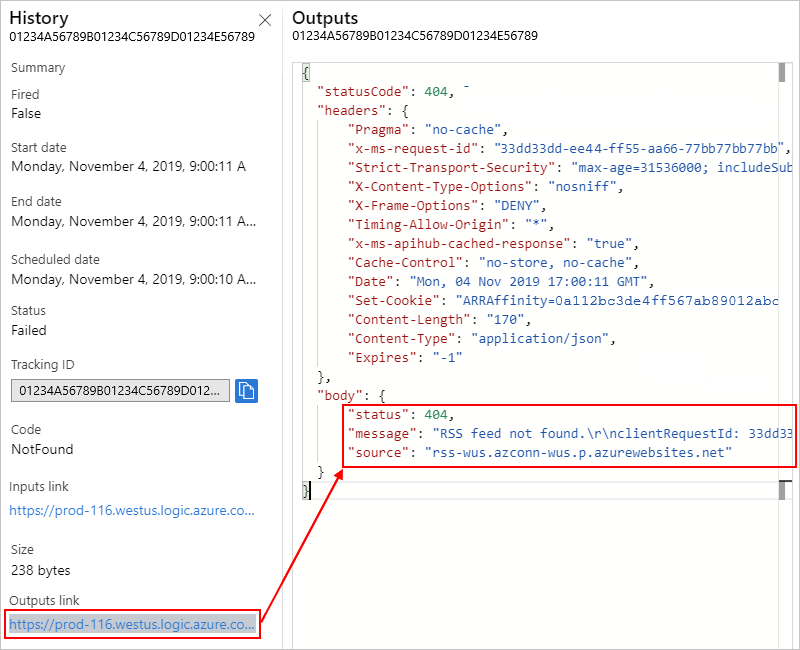 History
01234A56789B01234C56789D01234E56789
Summary
Fired
False
Start date
Monday, November 4, 2019, 9:00:11 A
End date
Monday, November 4, 2019, 9:00:11 A...
Scheduled date
Monday, November 4, 2019, 9:00:10 A...
Status
Failed
Tracking ID
01234A56789B01234C56789D012...
Code
NotFound
Inputs link
https://prod-116.westus.logic.azure.co...
Size
238 bytes
Outputs link
https://prod-116.westus.logic.azure.co...
Outputs
01234A56789B01234C56789D01234E56789
{
"statusCode": 404,
"headers": {
"Pragma": "no-cache",
"x-ms-request-id": "33dd33dd-ee44-ff55-aa66-77bb77bb77bb",
"Strict-Transport-Security": "max-age=31536000; includeSub
"X-Content-Type-Options": "nosniff",
"X-Frame-Options": "DENY",
"Timing-Allow-Origin": "*",
"x-ms-apihub-cached-response": "true",
"Cache-Control": "no-store, no-cache",
"Date": "Mon, 04 Nov 2019 17:00:11 GMT",
"Set-Cookie": "ARRAffinity=0a112bc3de4ff567ab89012abc
"Content-Length": "170",
"Content-Type": "application/json",
"Expires": "-1"
},
"body": {
"status": 404,
"message": "RSS feed not found.\r\nclientRequestId: 33dd33
"source": "rss-wus.azconn-wus.p.azurewebsites.net"
}
}